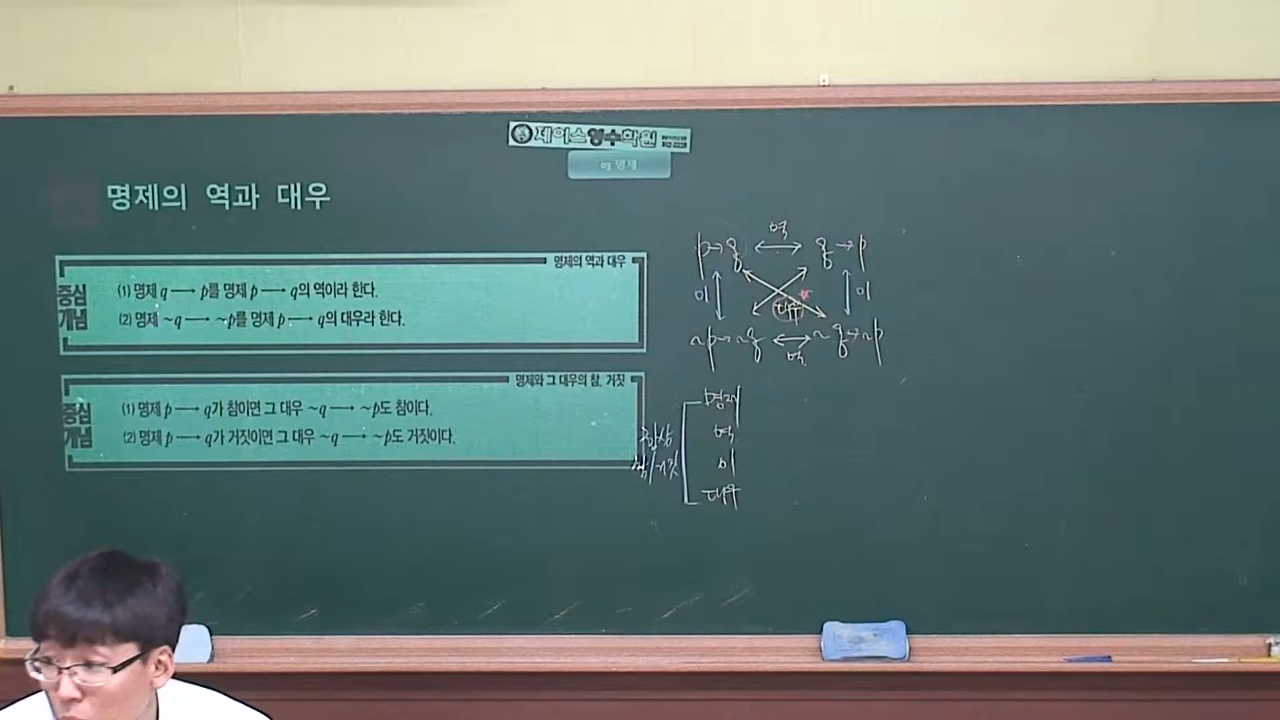 제이스영수학원
09 명제
명제의 역과 대우
명제의 역과 대우
중심
개념
(1) 명제 q → p를 명제 p → q의 역이라 한다.
(2) 명제 ~q → ~p를 명제 p → q의 대우라 한다.
명제와 그 대우의 참, 거짓
중심
개념
(1) 명제 p → q가 참이면 그 대우 ~q → ~p도 참이다.
(2) 명제 p → q가 거짓이면 그 대우 ~q → ~p도 거짓이다.
역
p→q ↔ q→p
이 대우 이
~p→~q ↔ ~q→~p
역
명제
역
이
대우
참/거짓